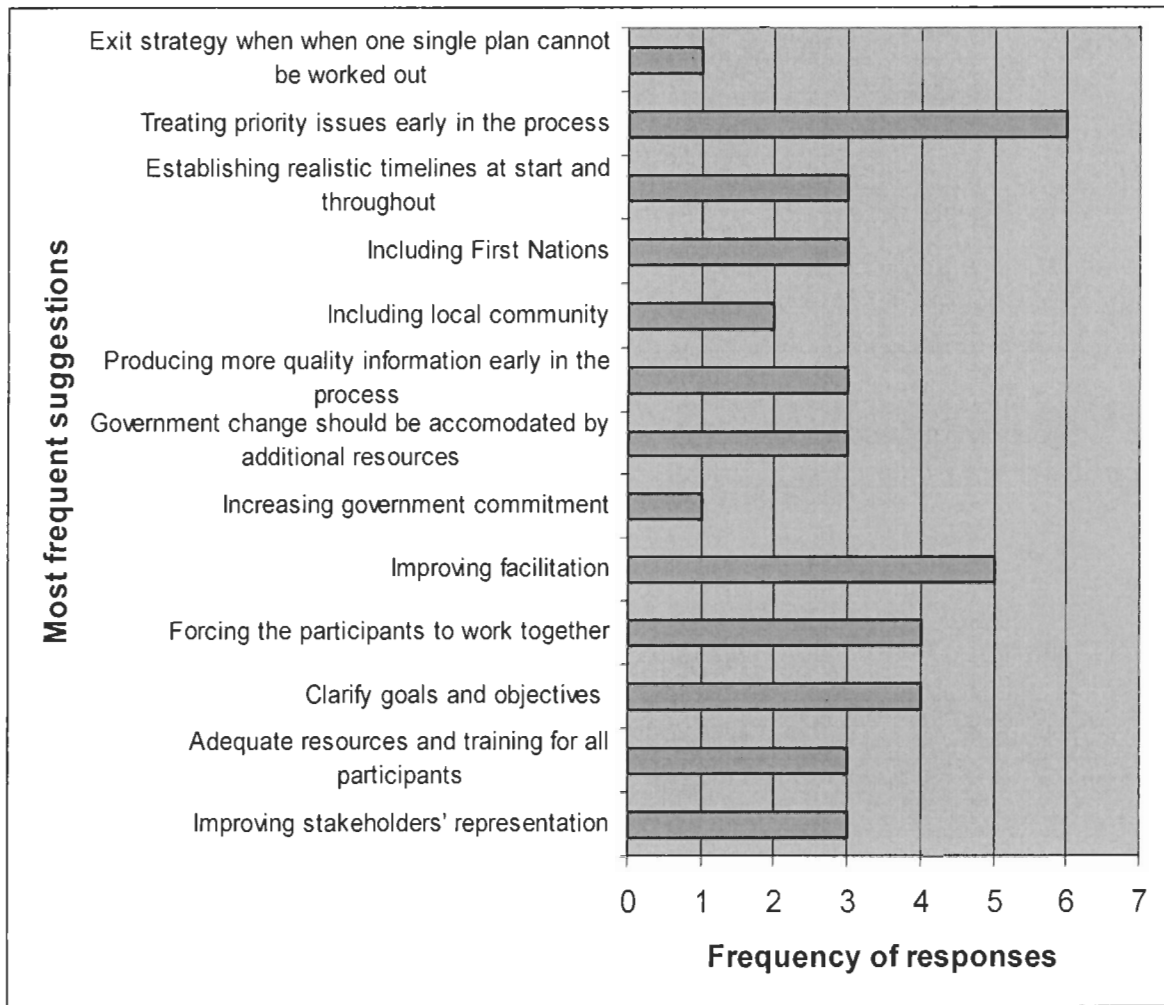 Exit strategy when when one single plan cannot
be worked out
Treating priority issues early in the process
Establishing realistic timelines at start and
throughout
Including First Nations
Including local community
Producing more quality information early in the
process
Government change should be accomodated by
additional resources
Increasing government commitment
Improving facilitation
Forcing the participants to work together
Clarify goals and objectives
Adequate resources and training for all
participants
Improving stakeholders' representation
Most frequent suggestions
0 1 2 3 4 5 6 7
Frequency of responses